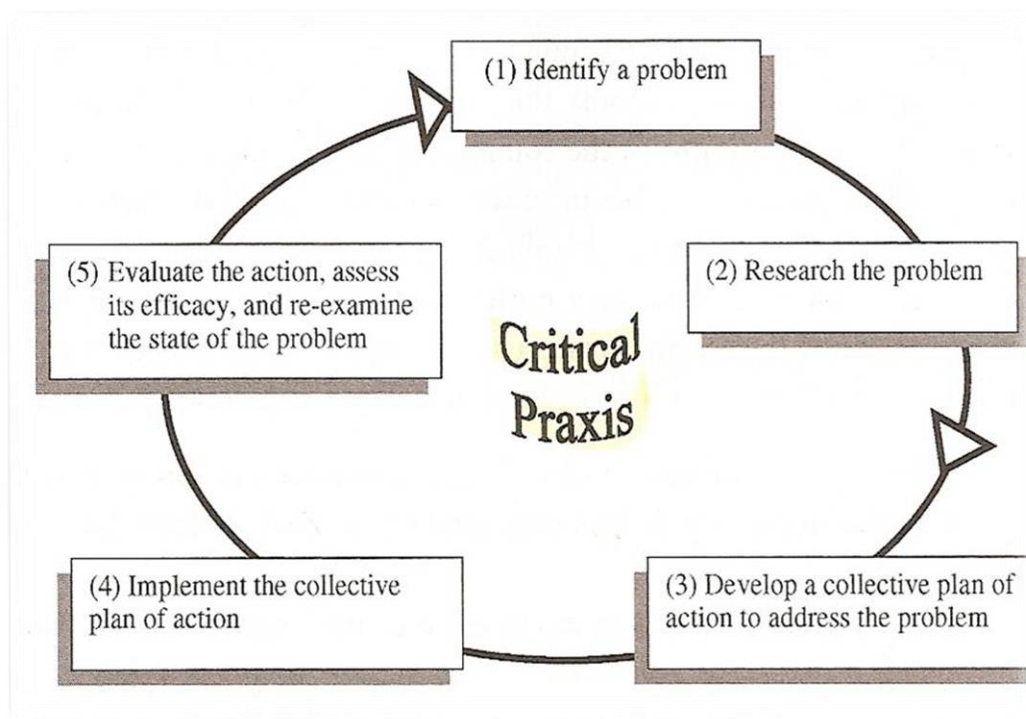 (1) Identify a problem
(2) Research the problem
(3) Develop a collective plan of
action to address the problem
(4) Implement the collective
plan of action
(5) Evaluate the action, assess
its efficacy, and re-examine
the state of the problem
Critical
Praxis